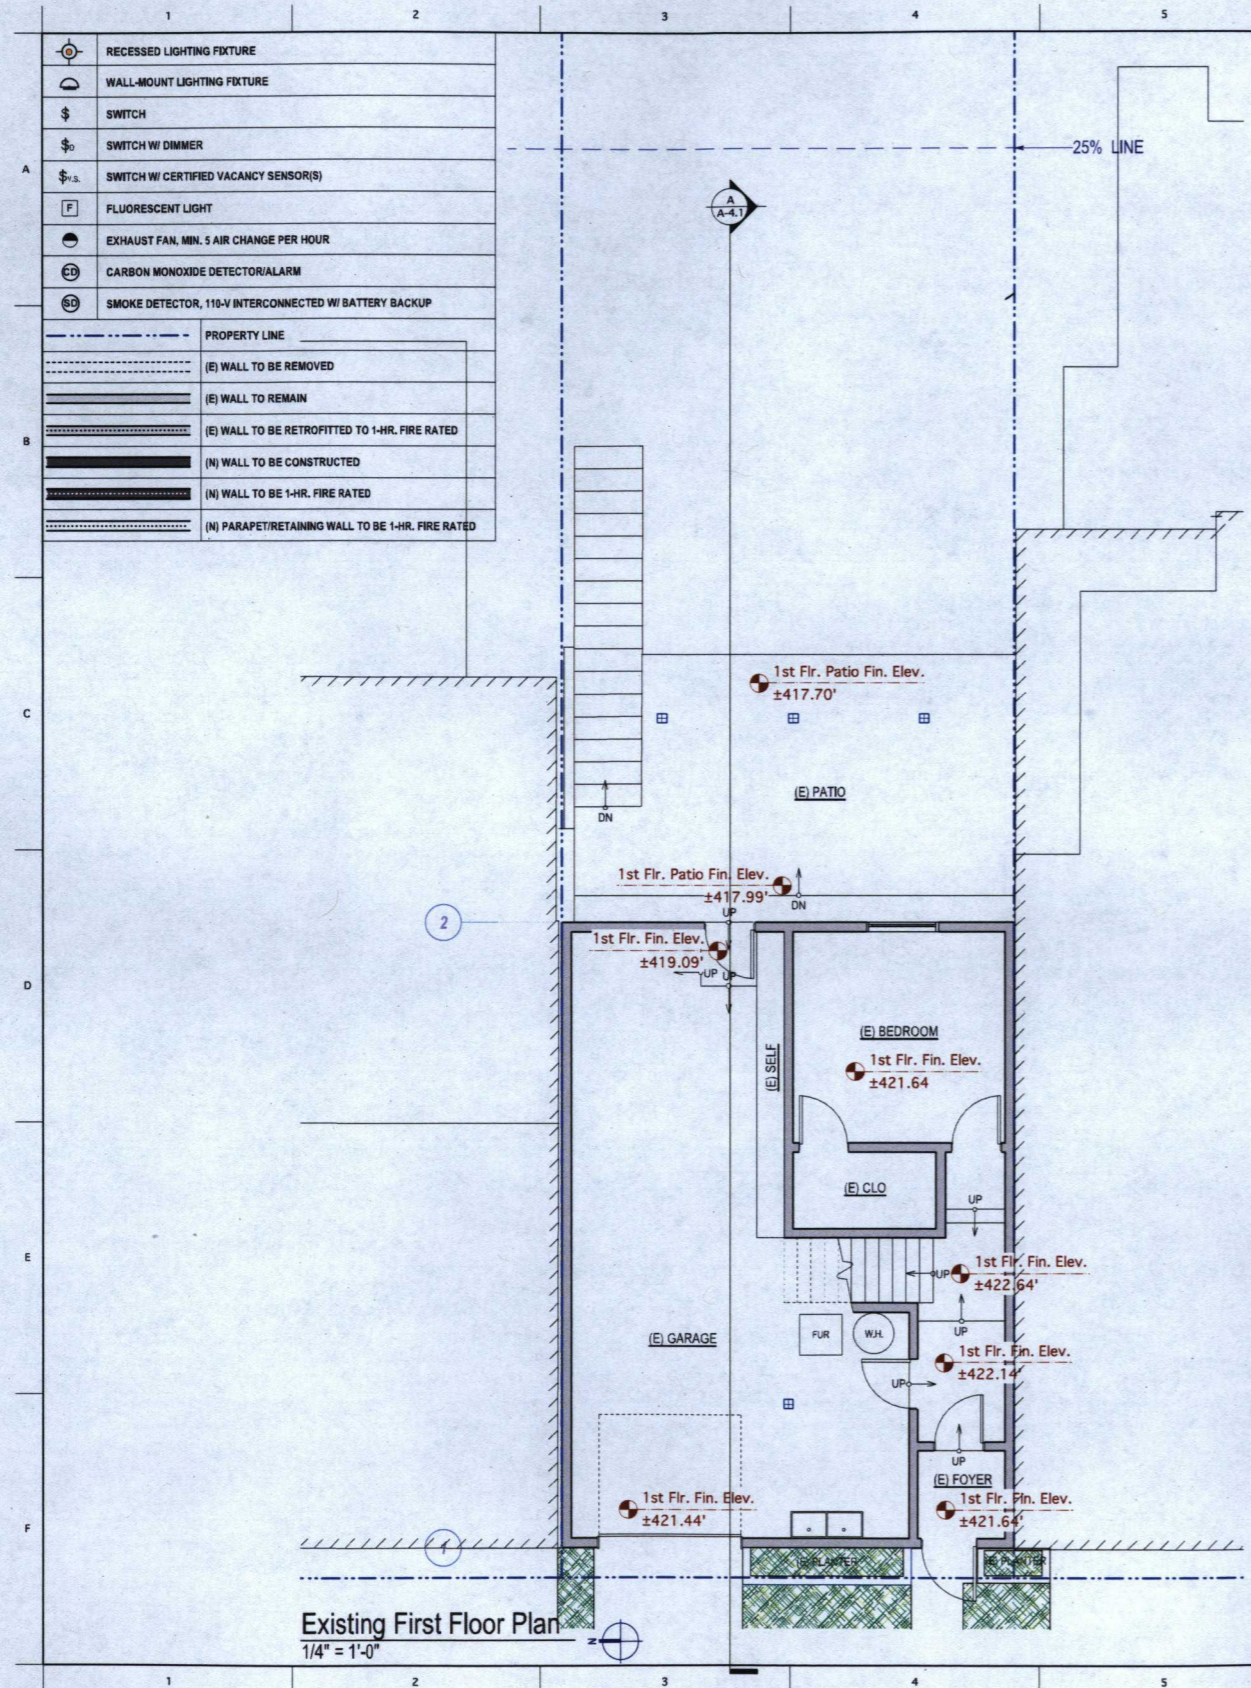 1 2 3 4 5
RECESSED LIGHTING FIXTURE
WALL-MOUNT LIGHTING FIXTURE
$ SWITCH
$D SWITCH W/ DIMMER
$V.S. SWITCH W/ CERTIFIED VACANCY SENSOR(S)
F FLUORESCENT LIGHT
EXHAUST FAN, MIN. 5 AIR CHANGE PER HOUR
CD CARBON MONOXIDE DETECTOR/ALARM
SD SMOKE DETECTOR, 110-V INTERCONNECTED W/ BATTERY BACKUP
PROPERTY LINE
(E) WALL TO BE REMOVED
(E) WALL TO REMAIN
(E) WALL TO BE RETROFITTED TO 1-HR. FIRE RATED
(N) WALL TO BE CONSTRUCTED
(N) WALL TO BE 1-HR. FIRE RATED
(N) PARAPET/RETAINING WALL TO BE 1-HR. FIRE RATED
A
B
C
D
E
F
25% LINE
A
A-4.1
1st Flr. Patio Fin. Elev.
±417.70'
(E) PATIO
DN
1st Flr. Patio Fin. Elev.
±417.99'
DN
UP
2
1st Flr. Fin. Elev.
±419.09'
UP UP
(E) BEDROOM
1st Flr. Fin. Elev.
±421.64
(E) SELF
(E) CLO
UP
1st Flr. Fin. Elev.
±422.64'
UP
UP
FUR
W.H.
(E) GARAGE
1st Flr. Fin. Elev.
±422.14'
UP
UP
(E) FOYER
1st Flr. Fin. Elev.
±421.64'
1st Flr. Fin. Elev.
±421.44'
1
(E) PLANTER
(E) PLANTER
Existing First Floor Plan
1/4" = 1'-0"
N
1 2 3 4 5